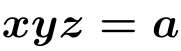 xyz = a